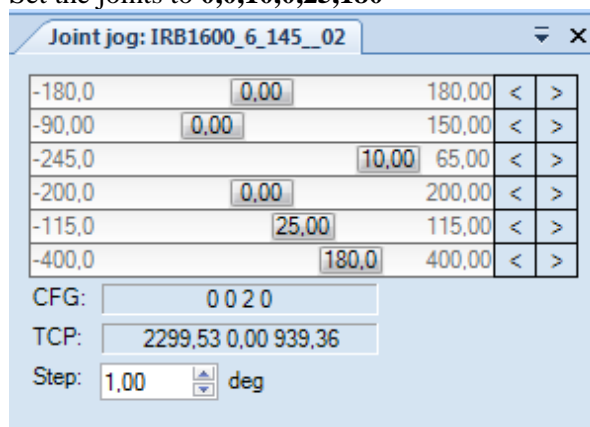 Set the joints to 0,0,10,0,25,180
Joint jog: IRB1600_6_145__02
-180,0 0,00 180,00 < >
-90,00 0,00 150,00 < >
-245,0 10,00 65,00 < >
-200,0 0,00 200,00 < >
-115,0 25,00 115,00 < >
-400,0 180,0 400,00 < >
CFG: 0 0 2 0
TCP: 2299,53 0,00 939,36
Step: 1,00 deg